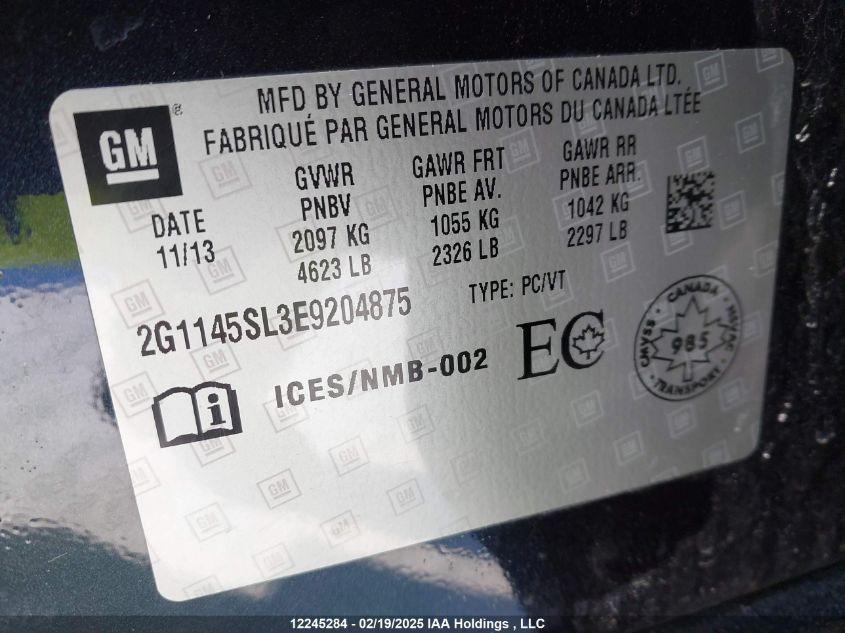 MFD BY GENERAL MOTORS OF CANADA LTD.
FABRIQUÉ PAR GENERAL MOTORS DU CANADA LTÉE
GM
®
DATE
11/13
GVWR
PNBV
2097 KG
4623 LB
GAWR FRT
PNBE AV.
1055 KG
2326 LB
GAWR RR
PNBE ARR.
1042 KG
2297 LB
2G1145SL3E9204875
TYPE: PC/VT
i
ICES/NMB-002
EC
CANADA
CMVSS
985
NVAC
TRANSPORT
12245284 - 02/19/2025 IAA Holdings , LLC